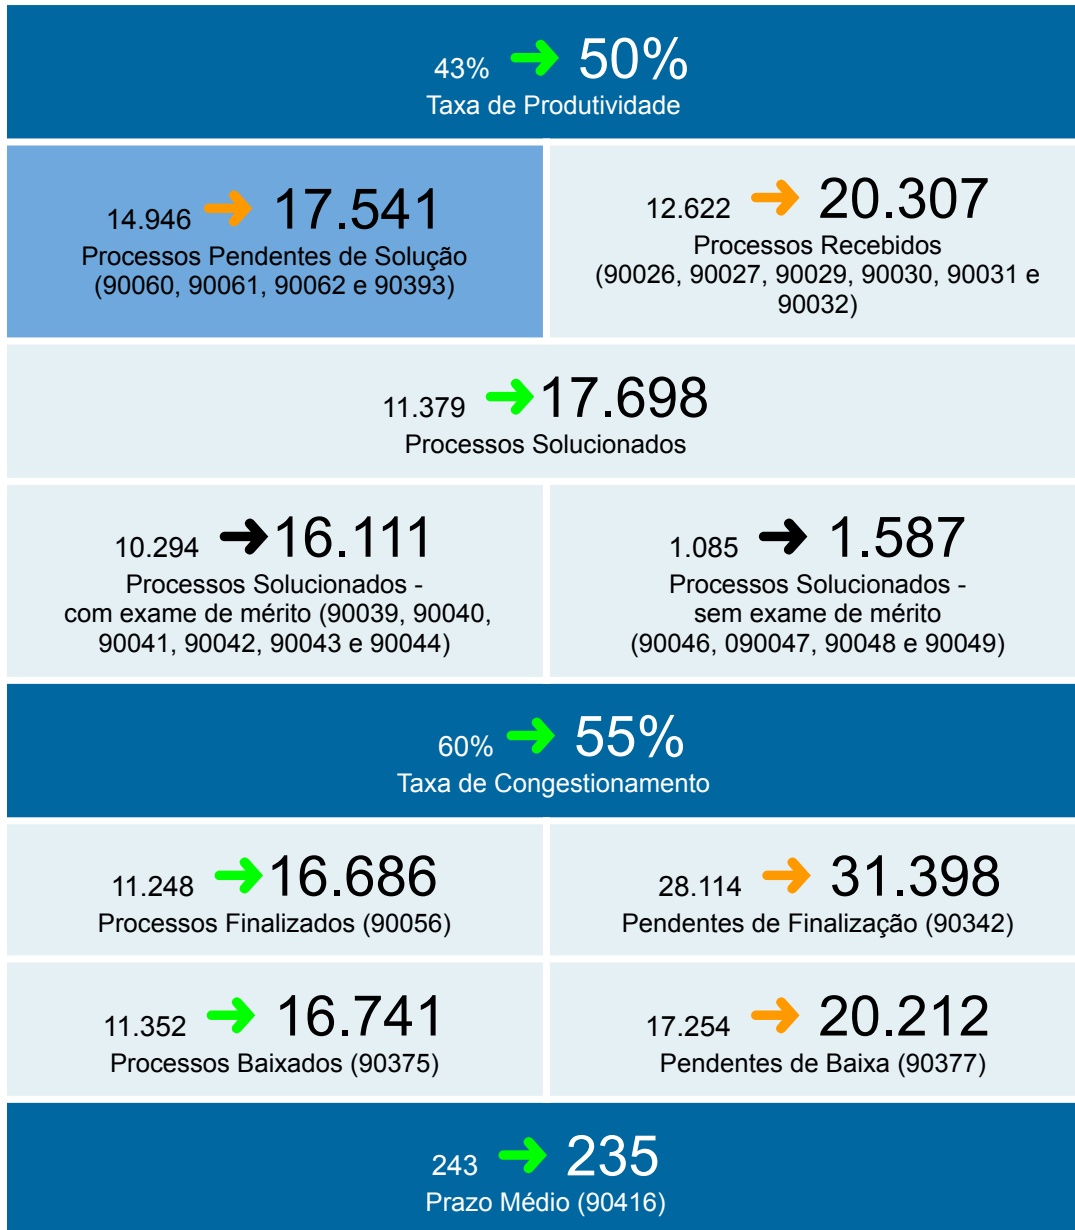 43% 50%
Taxa de Produtividade
14.946 17.541
Processos Pendentes de Solução
(90060, 90061, 90062 e 90393)
12.622 20.307
Processos Recebidos
(90026, 90027, 90029, 90030, 90031 e
90032)
11.379 17.698
Processos Solucionados
10.294 16.111
Processos Solucionados -
com exame de mérito (90039, 90040,
90041, 90042, 90043 e 90044)
1.085 1.587
Processos Solucionados -
sem exame de mérito
(90046, 090047, 90048 e 90049)
60% 55%
Taxa de Congestionamento
11.248 16.686
Processos Finalizados (90056)
28.114 31.398
Pendentes de Finalização (90342)
11.352 16.741
Processos Baixados (90375)
17.254 20.212
Pendentes de Baixa (90377)
243 235
Prazo Médio (90416)